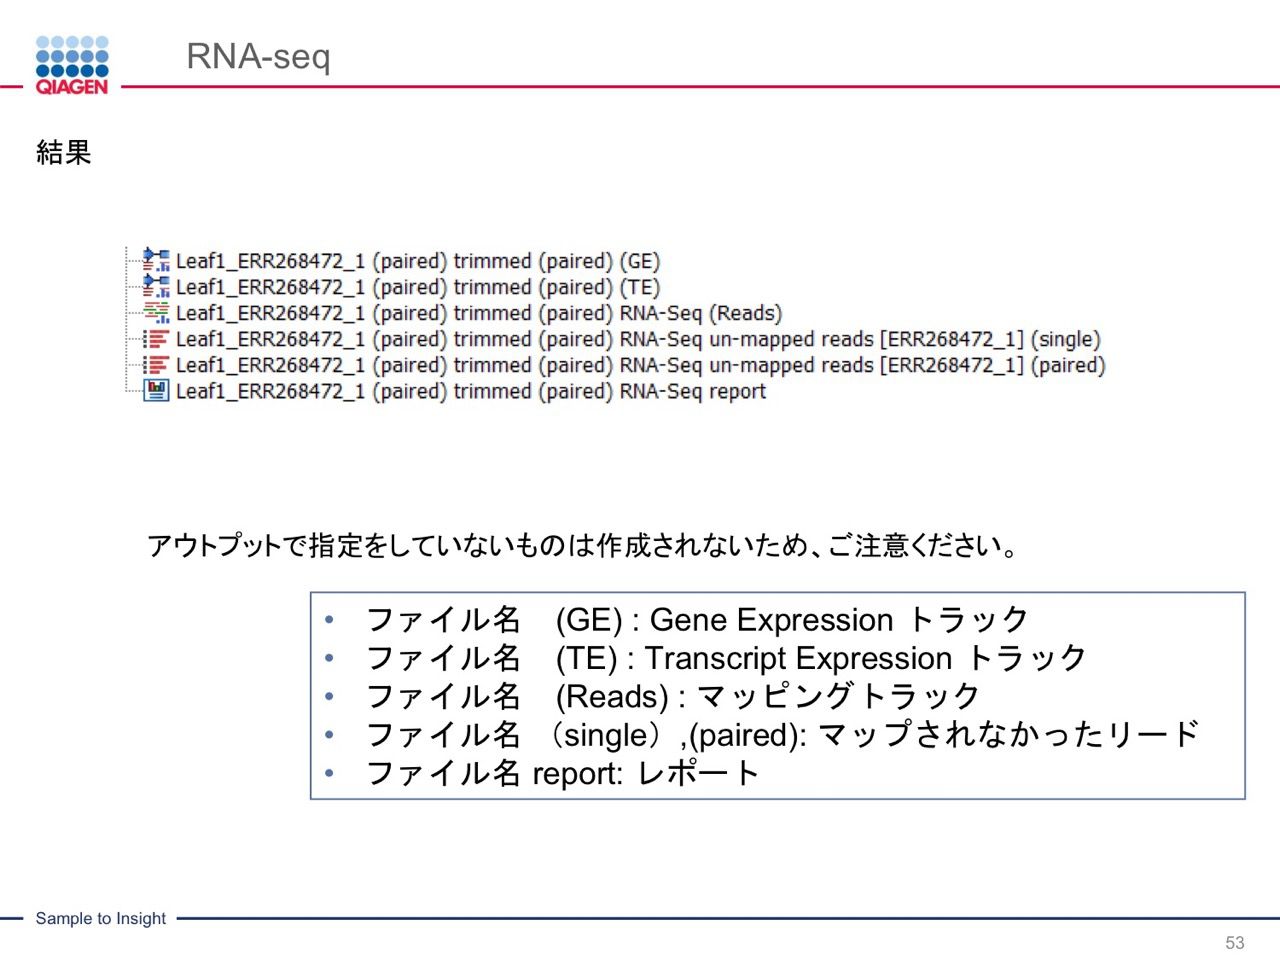 RNA-seq
QIAGEN
結果
Leaf1_ERR268472_1 (paired) trimmed (paired) (GE)
Leaf1_ERR268472_1 (paired) trimmed (paired) (TE)
Leaf1_ERR268472_1 (paired) trimmed (paired) RNA-Seq (Reads)
Leaf1_ERR268472_1 (paired) trimmed (paired) RNA-Seq un-mapped reads [ERR268472_1] (single)
Leaf1_ERR268472_1 (paired) trimmed (paired) RNA-Seq un-mapped reads [ERR268472_1] (paired)
Leaf1_ERR268472_1 (paired) trimmed (paired) RNA-Seq report
アウトプットで指定をしていないものは作成されないため、ご注意ください。
• ファイル名　(GE) : Gene Expression トラック
• ファイル名　(TE) : Transcript Expression トラック
• ファイル名　(Reads) : マッピングトラック
• ファイル名　（single）,(paired): マップされなかったリード
• ファイル名 report: レポート
Sample to Insight
53